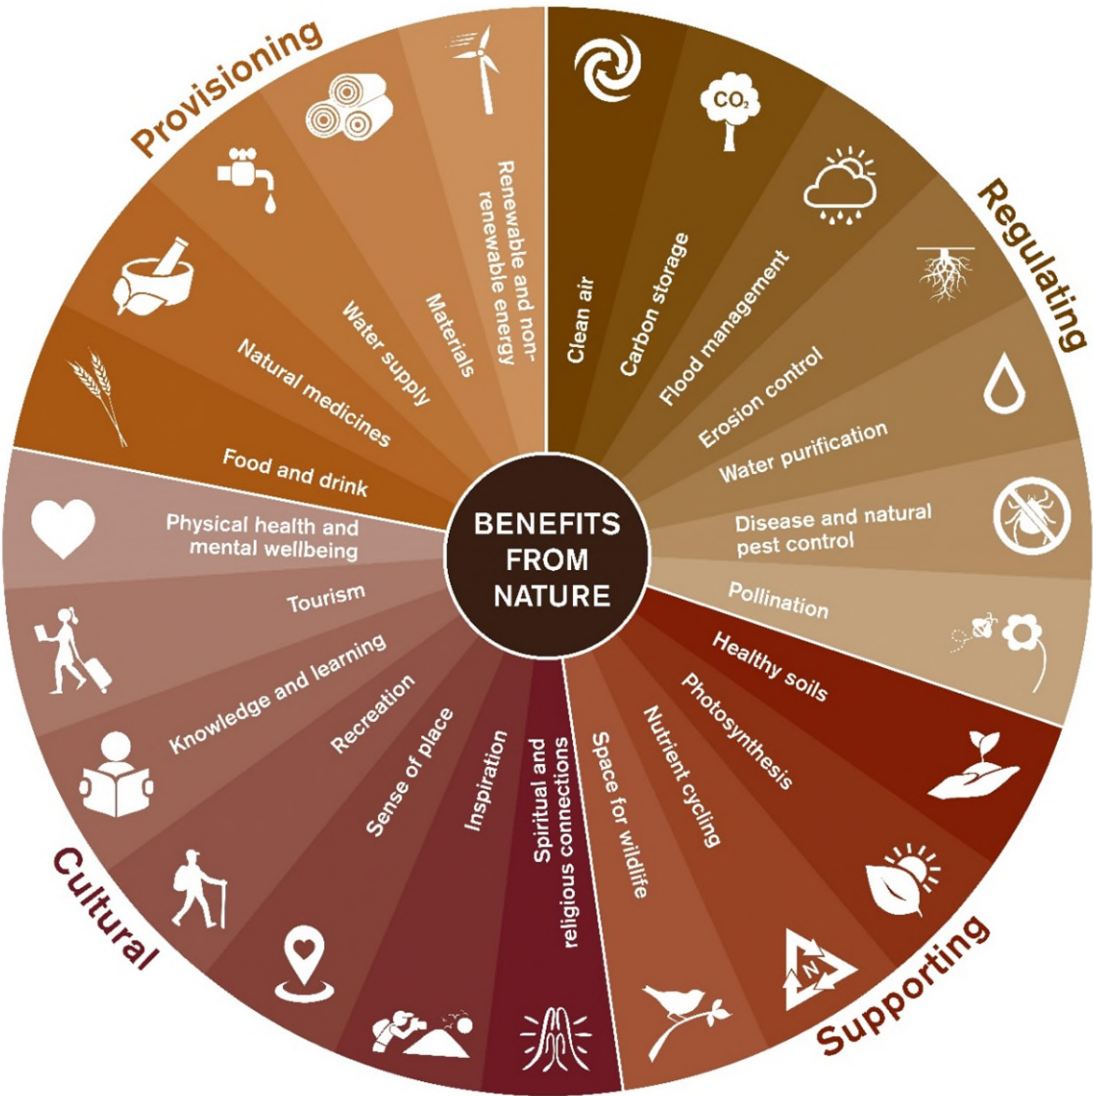 BENEFITS
FROM
NATURE
Provisioning
Food and drink
Natural medicines
Water supply
Materials
Renewable and non-
renewable energy
Regulating
Clean air
Carbon storage
CO₂
Flood management
Erosion control
Water purification
Disease and natural
pest control
Pollination
Supporting
Healthy soils
Photosynthesis
Nutrient cycling
N
Space for wildlife
Cultural
Spiritual and
religious connections
Inspiration
Sense of place
Recreation
Knowledge and learning
Tourism
Physical health and
mental wellbeing